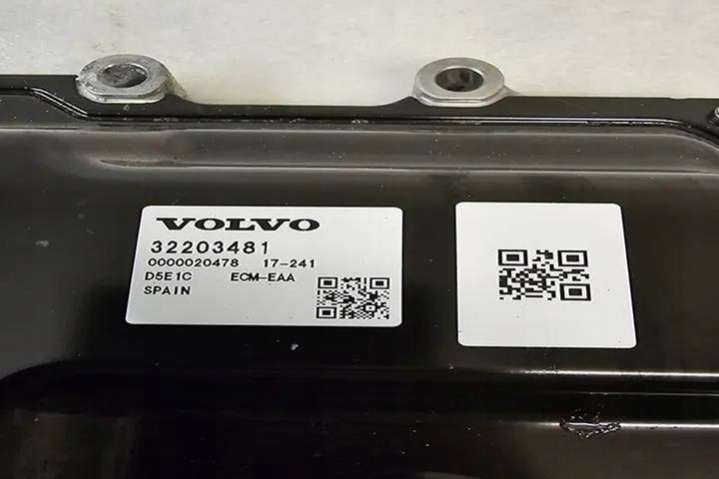 VOLVO
32203481
0000020478 17-241
D5E1C ECM-EAA
SPAIN